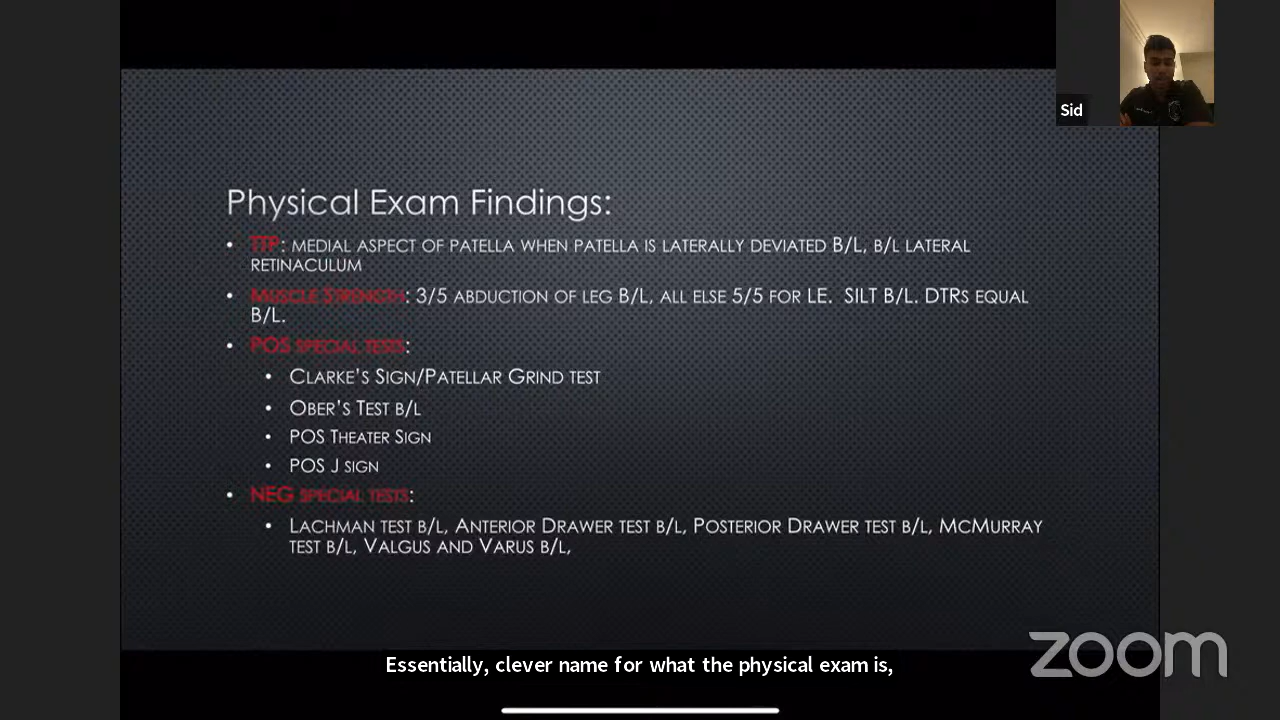 Sid
Physical Exam Findings:
• TTP: medial aspect of patella when patella is laterally deviated B/L, b/l lateral
retinaculum
• Muscle Strength: 3/5 abduction of leg B/L, all else 5/5 for LE. SILT B/L. DTRs equal
B/L.
• POS special tests:
• Clarke's Sign/Patellar Grind test
• Ober's Test b/l
• POS Theater Sign
• POS J sign
• NEG special tests:
• Lachman test b/l, Anterior Drawer test b/l, Posterior Drawer test b/l, McMurray
test b/l, Valgus and Varus b/l,
Essentially, clever name for what the physical exam is,
zoom